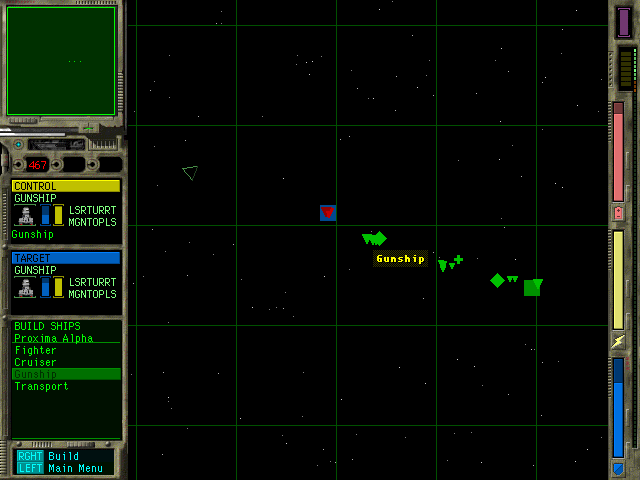 467
CONTROL
GUNSHIP
LSRTURRT
MGNTOPLS
Gunship
TARGET
GUNSHIP
LSRTURRT
MGNTOPLS
BUILD SHIPS
Proxima Alpha
Fighter
Cruiser
Gunship
Transport
RGHT Build
LEFT Main Menu
Gunship